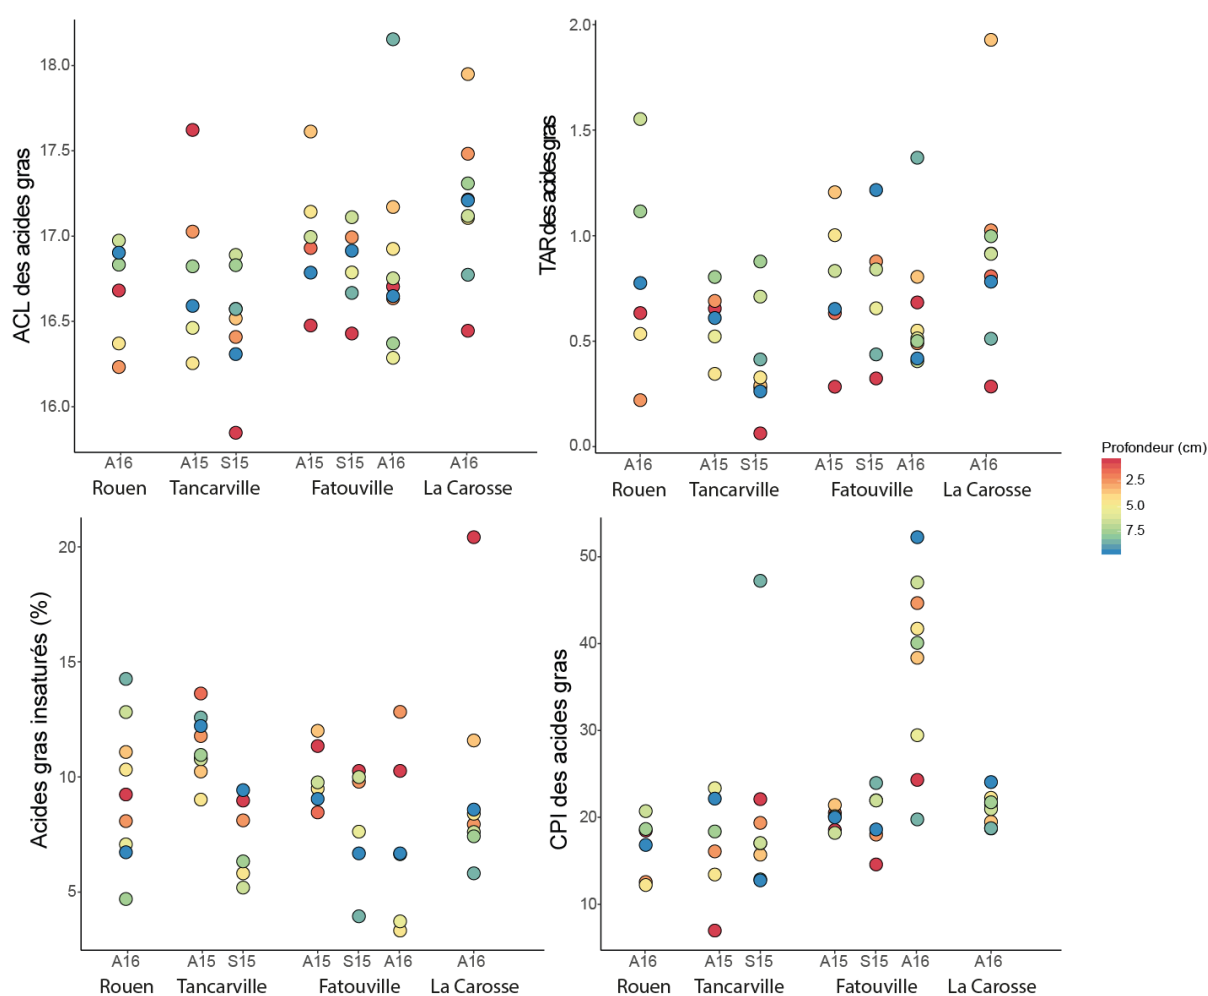 ACL des acides gras
18.0
17.5
17.0
16.5
16.0
A16 A15 S15 A15 S15 A16 A16
Rouen Tancarville Fatouville La Carosse
TAR des acides gras
2.0
1.5
1.0
0.5
0.0
A16 A15 S15 A15 S15 A16 A16
Rouen Tancarville Fatouville La Carosse
Profondeur (cm)
2.5
5.0
7.5
Acides gras insaturés (%)
20
15
10
5
A16 A15 S15 A15 S15 A16 A16
Rouen Tancarville Fatouville La Carosse
CPI des acides gras
50
40
30
20
10
A16 A15 S15 A15 S15 A16 A16
Rouen Tancarville Fatouville La Carosse